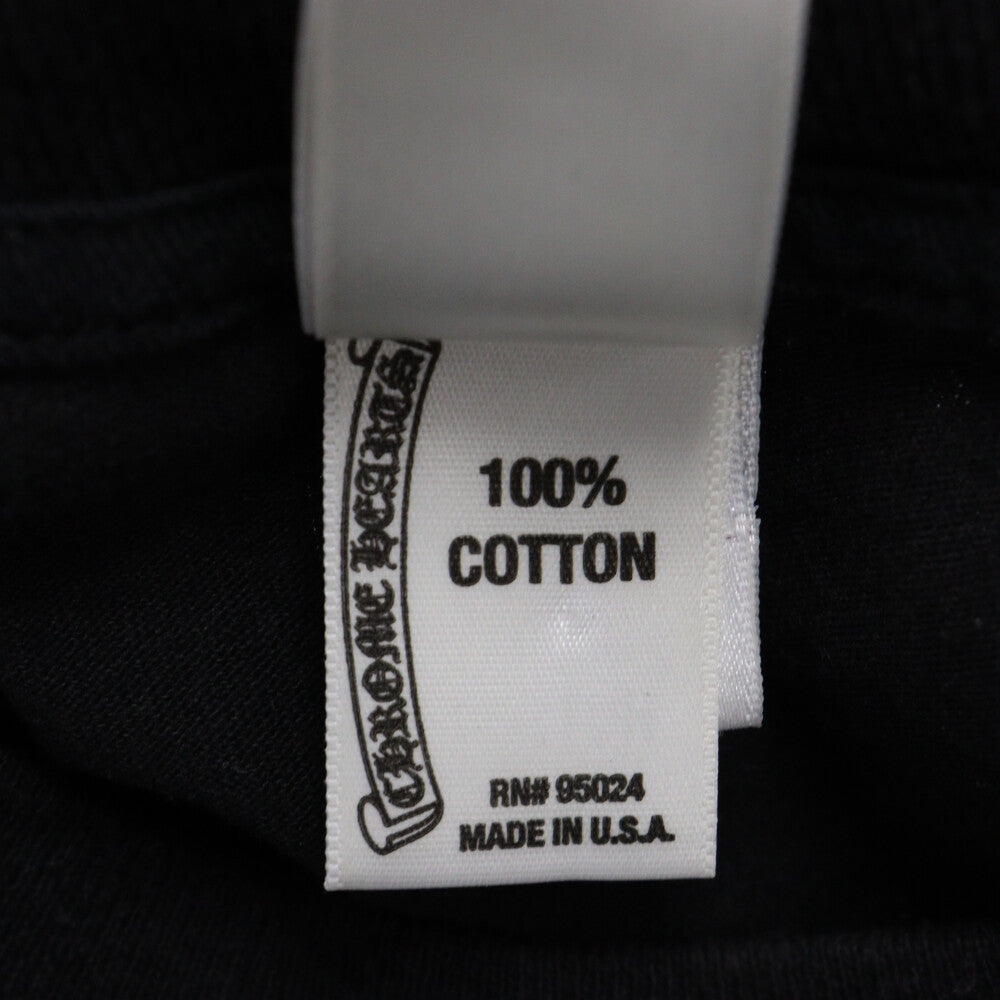 CHROME HEARTS
100%
COTTON
RN# 95024
MADE IN U.S.A.